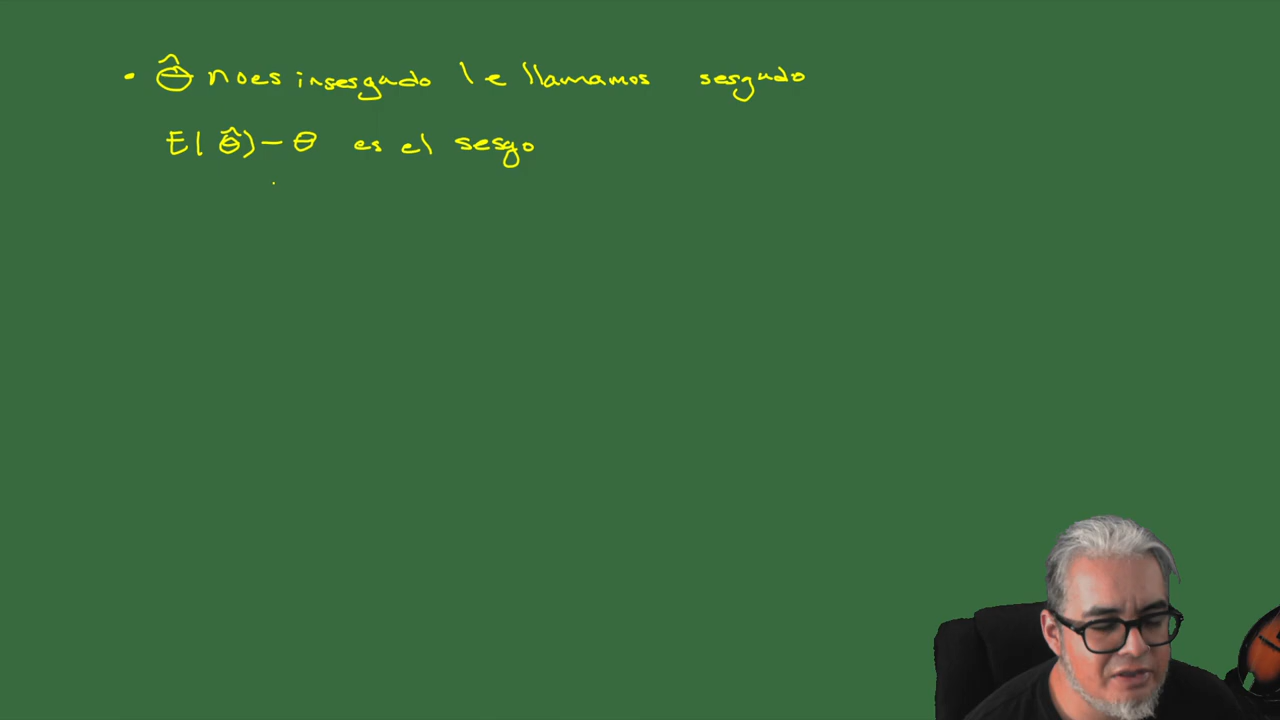 • θ̂ no es insesgado le llamamos sesgado
E(θ̂) − θ es el sesgo